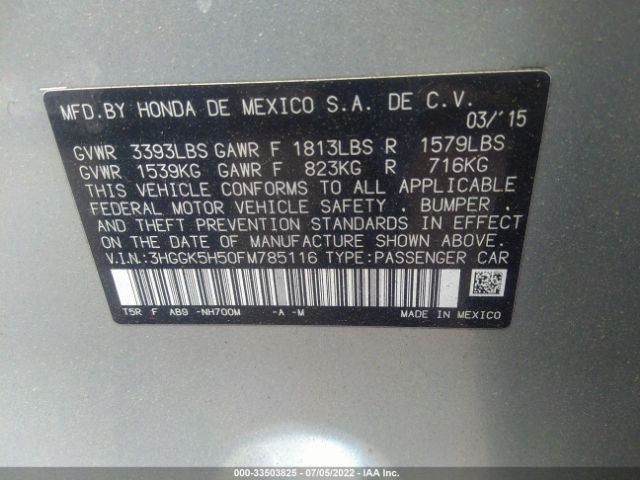 MFD. BY HONDA DE MEXICO S.A. DE C.V.
03/'15
GVWR 3393LBS GAWR F 1813LBS R 1579LBS
GVWR 1539KG GAWR F 823KG R 716KG
THIS VEHICLE CONFORMS TO ALL APPLICABLE
FEDERAL MOTOR VEHICLE SAFETY , BUMPER ,
AND THEFT PREVENTION STANDARDS IN EFFECT
ON THE DATE OF MANUFACTURE SHOWN ABOVE.
V.I.N.:3HGGK5H50FM785116 TYPE:PASSENGER CAR
T5R F AB9 -NH700M -A -M MADE IN MEXICO
000-33503825 - 07/05/2022 - IAA Inc.